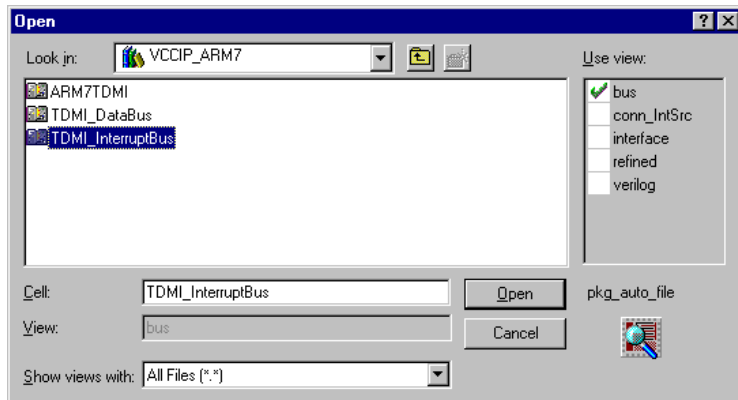 Open
Look in: VCCIP_ARM7
Use view:
ARM7TDMI
TDMI_DataBus
TDMI_InterruptBus
bus
conn_IntSrc
interface
refined
verilog
Cell: TDMI_InterruptBus
Open
pkg_auto_file
View: bus
Cancel
Show views with: All Files (*.*)